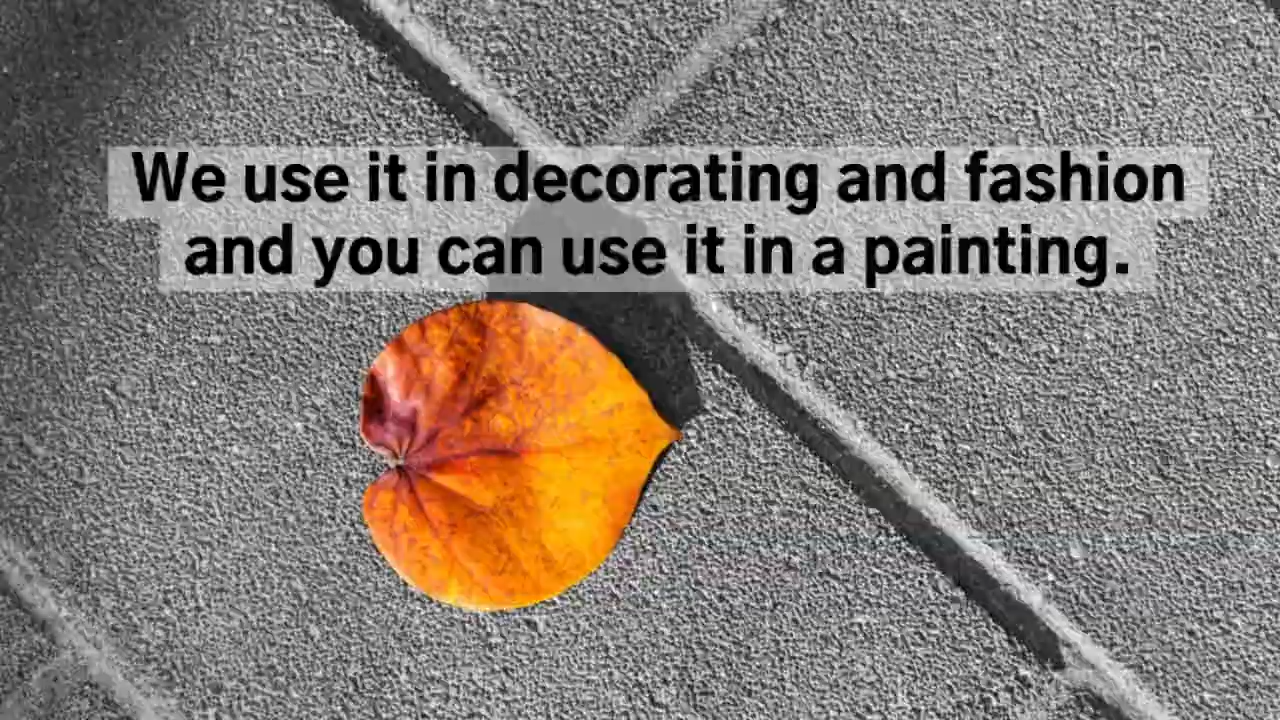 We use it in decorating and fashion
and you can use it in a painting.